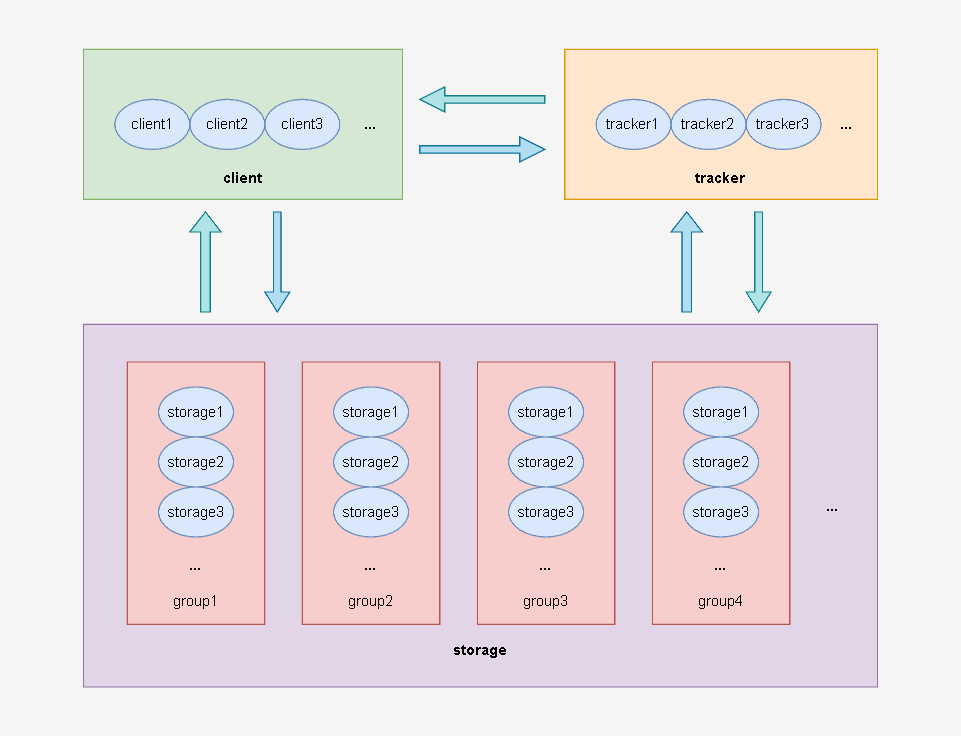 client1 client2 client3 ...
client
tracker1 tracker2 tracker3 ...
tracker
storage1
storage2
storage3
...
group1
storage1
storage2
storage3
...
group2
storage1
storage2
storage3
...
group3
storage1
storage2
storage3
...
group4
...
storage